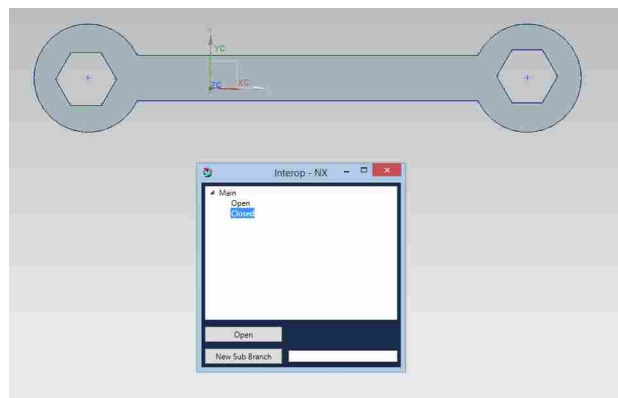 Y
YC
ZC
XC
Interop - NX
Main
Open
Closed
Open
New Sub Branch